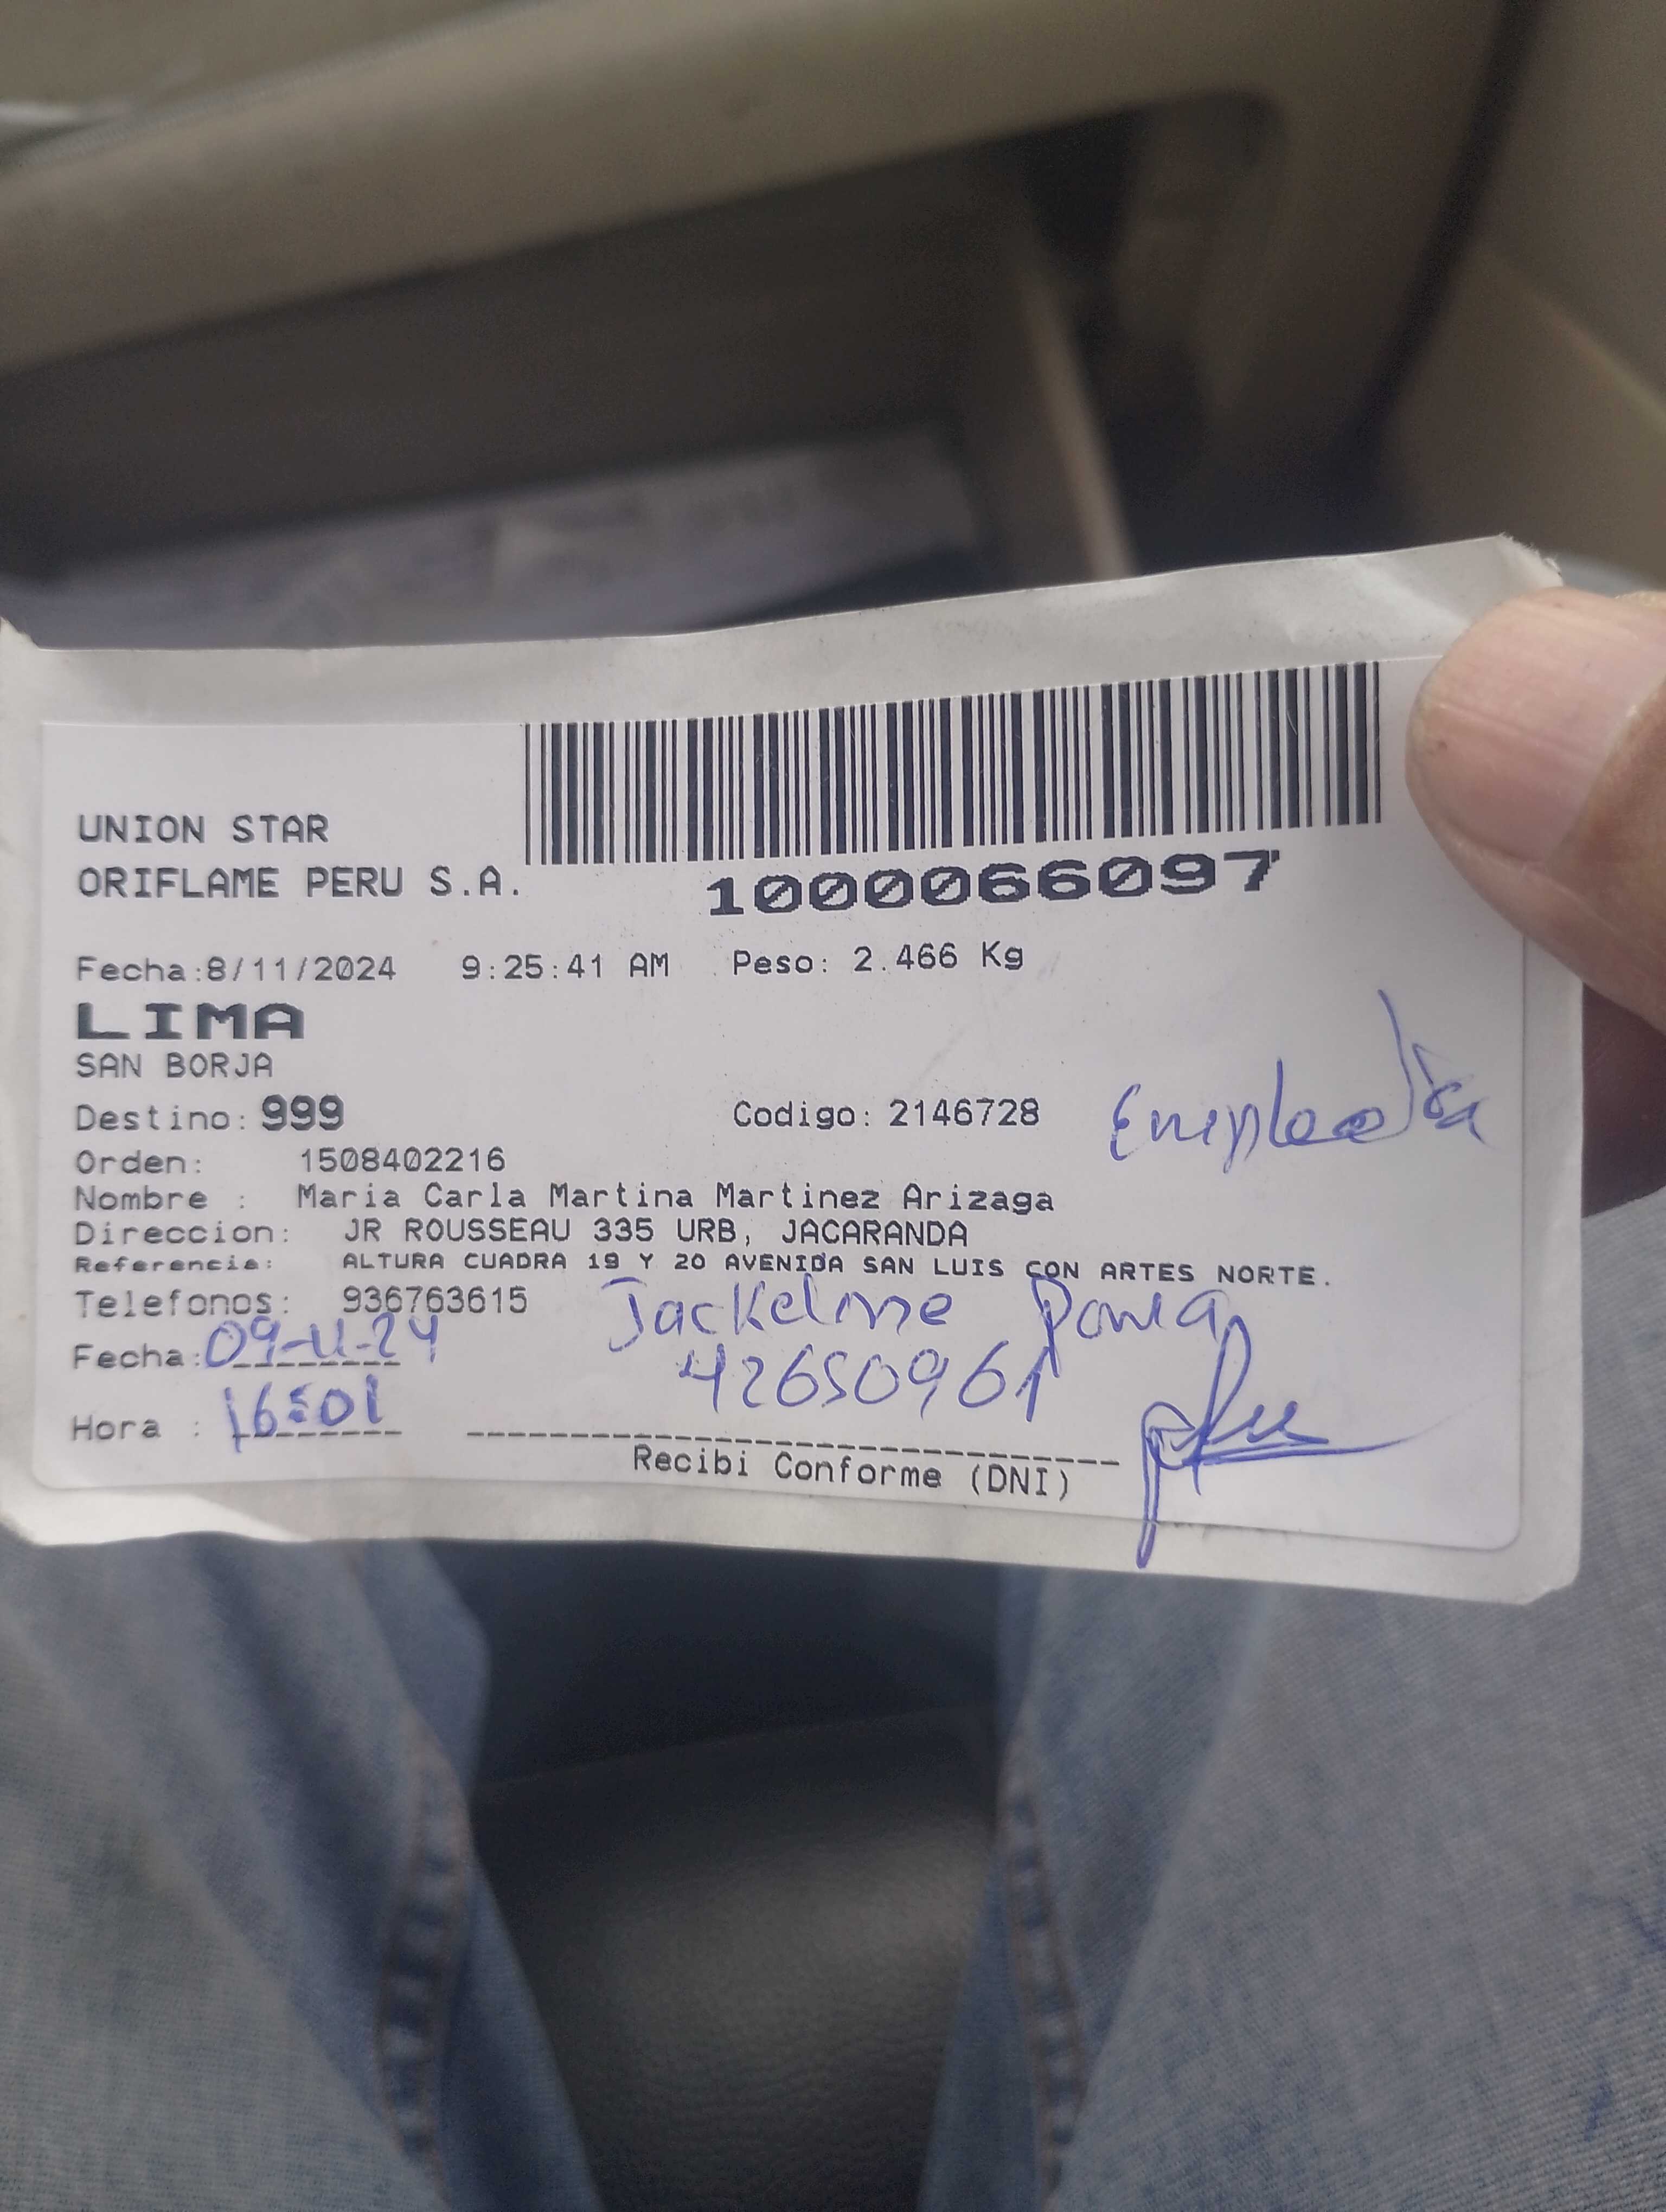 UNION STAR
ORIFLAME PERU S.A.
1000066097
Fecha:8/11/2024 9:25:41 AM Peso: 2.466 Kg
LIMA
SAN BORJA
Destino: 999 Codigo: 2146728 Empleada
Orden: 1508402216
Nombre : Maria Carla Martina Martinez Arizaga
Direccion: JR ROUSSEAU 335 URB, JACARANDA
Referencia: ALTURA CUADRA 19 Y 20 AVENIDA SAN LUIS CON ARTES NORTE.
Telefonos: 936763615 Jackeline
Fecha: 09-11-24 42650961
Hora : 16:01
Recibi Conforme (DNI)